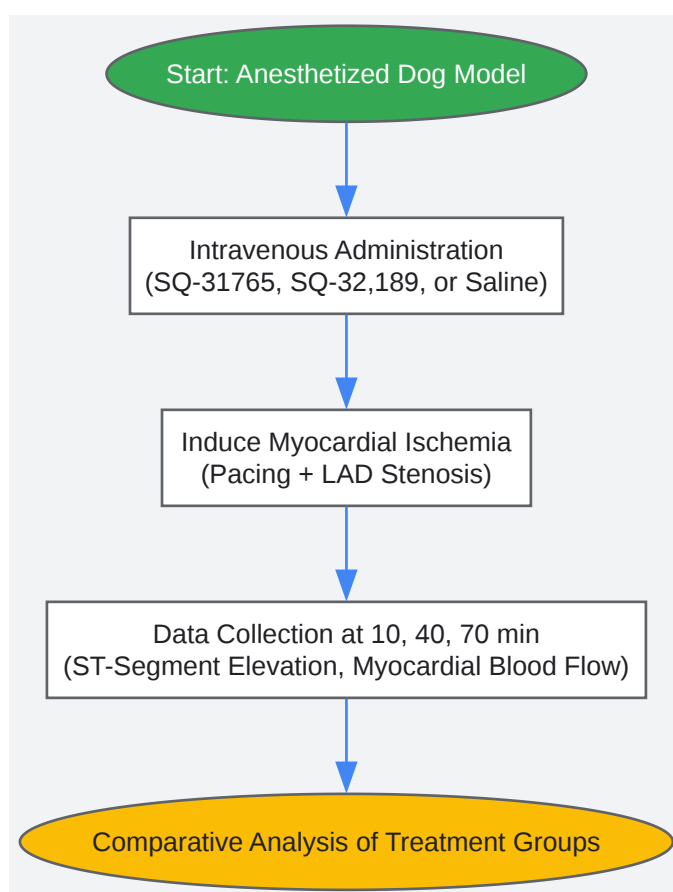 Start: Anesthetized Dog Model
Intravenous Administration
(SQ-31765, SQ-32,189, or Saline)
Induce Myocardial Ischemia
(Pacing + LAD Stenosis)
Data Collection at 10, 40, 70 min
(ST-Segment Elevation, Myocardial Blood Flow)
Comparative Analysis of Treatment Groups